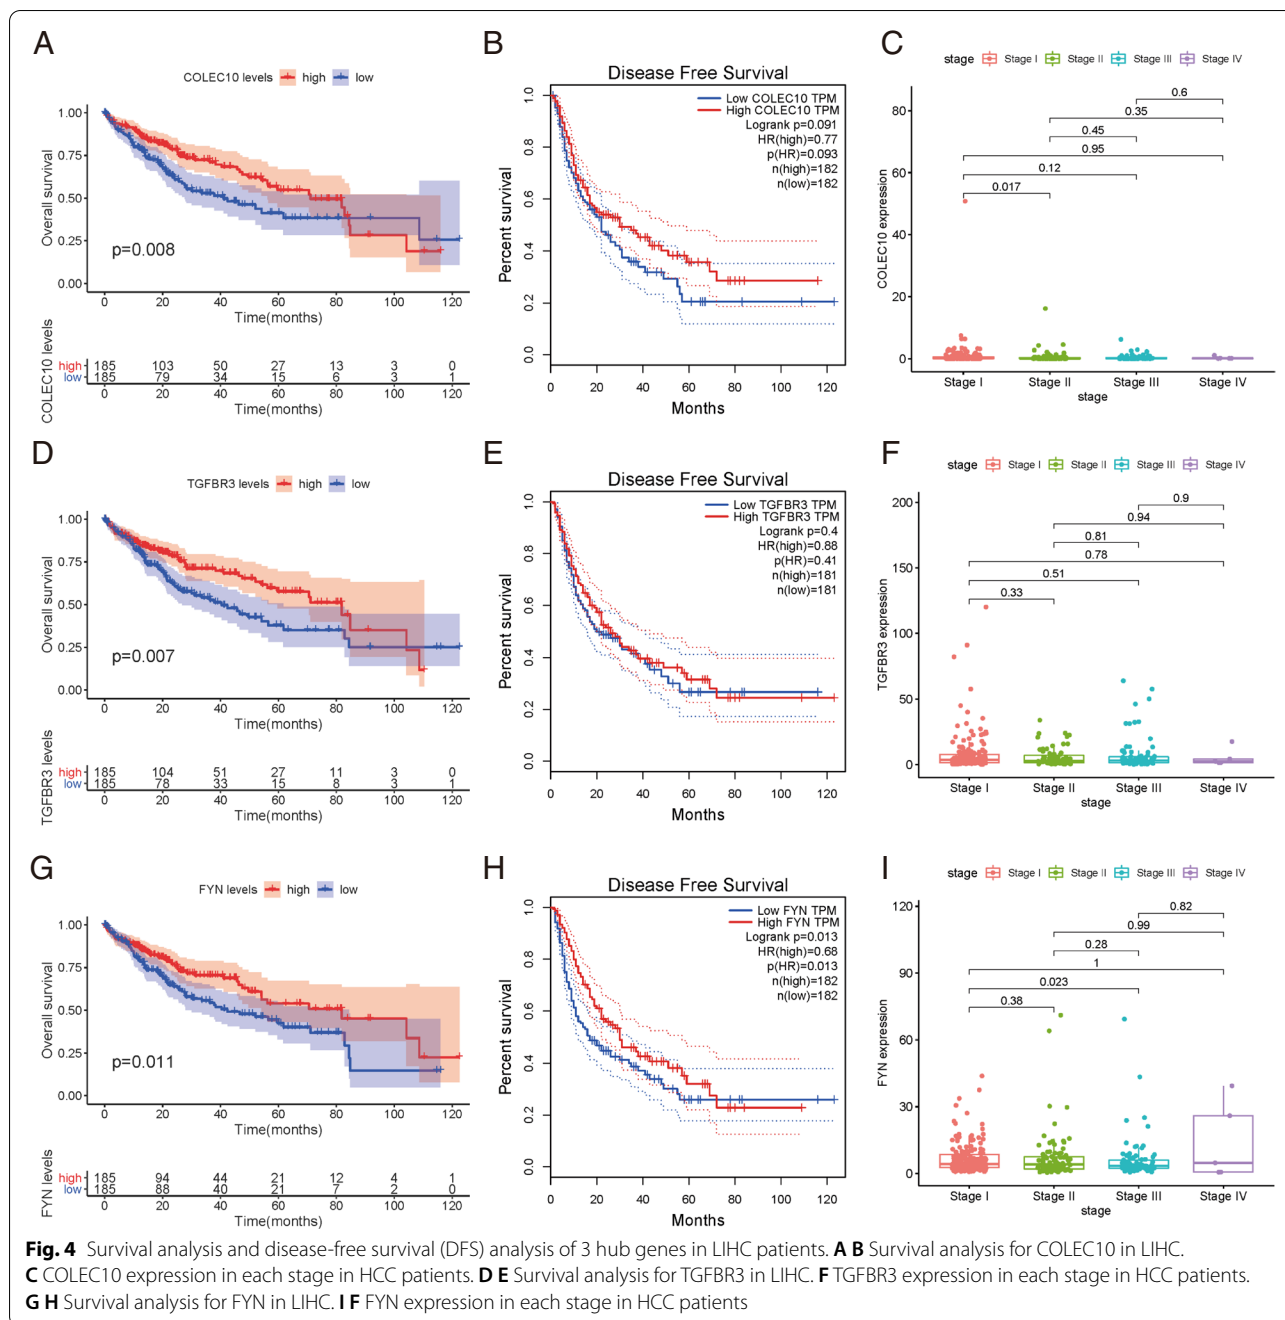 A
COLEC10 levels high low
Overall survival
1.00
0.75
0.50
0.25
0.00
p=0.008
0 20 40 60 80 100 120
Time(months)
COLEC10 levels
high 185 103 50 27 13 3 0
low 185 79 34 15 6 3 1
Time(months)
B
Disease Free Survival
Low COLEC10 TPM
High COLEC10 TPM
Logrank p=0.091
HR(high)=0.77
p(HR)=0.093
n(high)=182
n(low)=182
Percent survival
1.0
0.8
0.6
0.4
0.2
0.0
0 20 40 60 80 100 120
Months
C
stage Stage I Stage II Stage III Stage IV
COLEC10 expression
80
60
40
20
0
0.6
0.35
0.45
0.95
0.12
0.017
Stage I Stage II Stage III Stage IV
stage
D
TGFBR3 levels high low
Overall survival
1.00
0.75
0.50
0.25
0.00
p=0.007
0 20 40 60 80 100 120
Time(months)
TGFBR3 levels
high 185 104 51 27 11 3 0
low 185 78 33 15 8 3 1
Time(months)
E
Disease Free Survival
Low TGFBR3 TPM
High TGFBR3 TPM
Logrank p=0.4
HR(high)=0.88
p(HR)=0.41
n(high)=181
n(low)=181
Percent survival
1.0
0.8
0.6
0.4
0.2
0.0
0 20 40 60 80 100 120
Months
F
stage Stage I Stage II Stage III Stage IV
TGFBR3 expression
200
150
100
50
0
0.9
0.94
0.81
0.78
0.51
0.33
Stage I Stage II Stage III Stage IV
stage
G
FYN levels high low
Overall survival
1.00
0.75
0.50
0.25
0.00
p=0.011
0 20 40 60 80 100 120
Time(months)
FYN levels
high 185 94 44 21 12 4 1
low 185 88 40 21 7 2 0
Time(months)
H
Disease Free Survival
Low FYN TPM
High FYN TPM
Logrank p=0.013
HR(high)=0.68
p(HR)=0.013
n(high)=182
n(low)=182
Percent survival
1.0
0.8
0.6
0.4
0.2
0.0
0 20 40 60 80 100 120
Months
I
stage Stage I Stage II Stage III Stage IV
FYN expression
120
90
60
30
0
0.82
0.99
0.28
1
0.023
0.38
Stage I Stage II Stage III Stage IV
stage
Fig. 4 Survival analysis and disease-free survival (DFS) analysis of 3 hub genes in LIHC patients. A B Survival analysis for COLEC10 in LIHC.
C COLEC10 expression in each stage in HCC patients. D E Survival analysis for TGFBR3 in LIHC. F TGFBR3 expression in each stage in HCC patients.
G H Survival analysis for FYN in LIHC. I F FYN expression in each stage in HCC patients